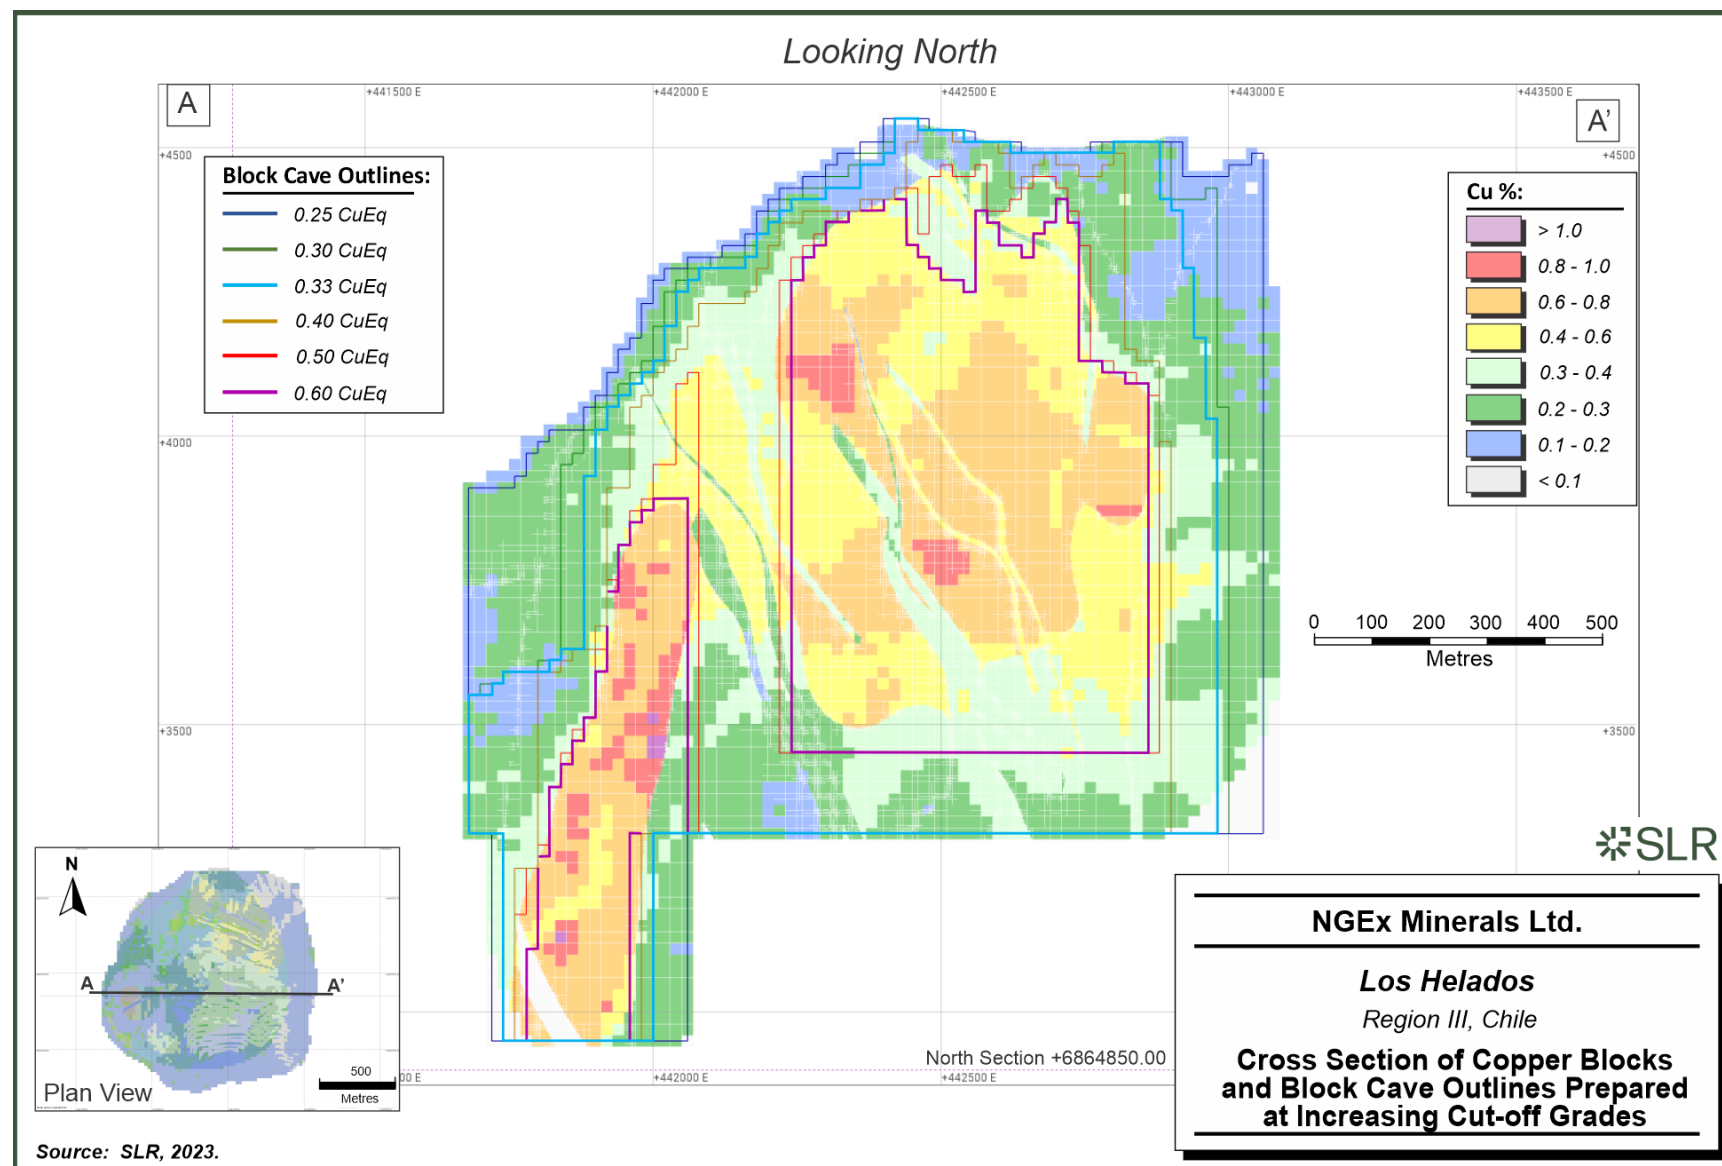 Looking North
A
+441500 E
+442000 E
+442500 E
+443000 E
+443500 E
A'
+4500
+4500
Block Cave Outlines:
0.25 CuEq
0.30 CuEq
0.33 CuEq
0.40 CuEq
0.50 CuEq
0.60 CuEq
Cu %:
> 1.0
0.8 - 1.0
0.6 - 0.8
0.4 - 0.6
0.3 - 0.4
0.2 - 0.3
0.1 - 0.2
< 0.1
+4000
0 100 200 300 400 500
Metres
+3500
+3500
SLR
N
A
A'
Plan View
500
Metres
00 E
+442000 E
+442500 E
North Section +6864850.00
NGEx Minerals Ltd.
Los Helados
Region III, Chile
Cross Section of Copper Blocks
and Block Cave Outlines Prepared
at Increasing Cut-off Grades
Source: SLR, 2023.